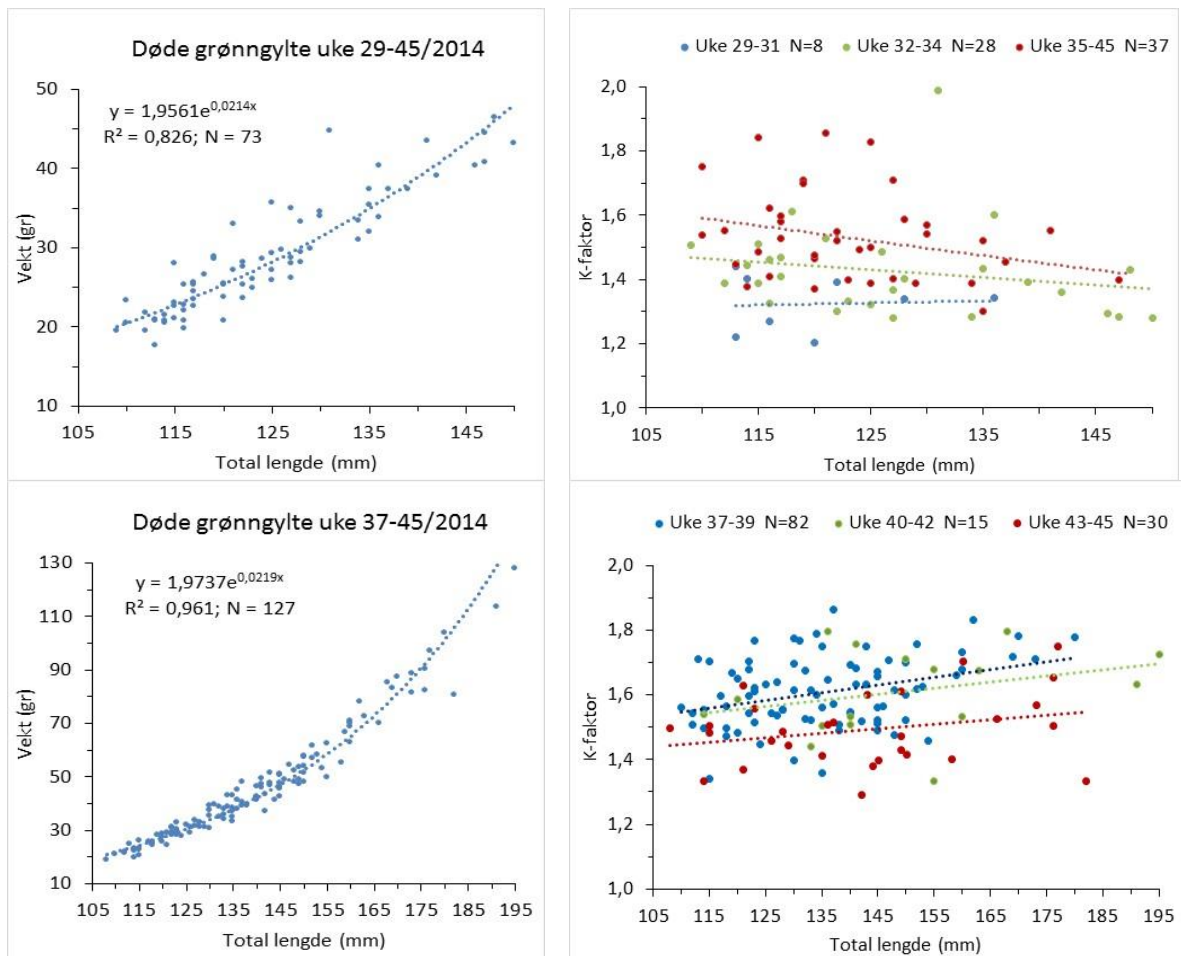 Døde grønngylte uke 29-45/2014
y = 1,9561e^0,0214x
R² = 0,826; N = 73
Vekt (gr)
50
40
30
20
10
105 115 125 135 145
Total lengde (mm)
Uke 29-31 N=8 Uke 32-34 N=28 Uke 35-45 N=37
K-faktor
2,0
1,8
1,6
1,4
1,2
1,0
105 115 125 135 145
Total lengde (mm)
Døde grønngylte uke 37-45/2014
y = 1,9737e^0,0219x
R² = 0,961; N = 127
Vekt (gr)
130
110
90
70
50
30
10
105 115 125 135 145 155 165 175 185 195
Total lengde (mm)
Uke 37-39 N=82 Uke 40-42 N=15 Uke 43-45 N=30
K-faktor
2,0
1,8
1,6
1,4
1,2
1,0
105 115 125 135 145 155 165 175 185 195
Total lengde (mm)